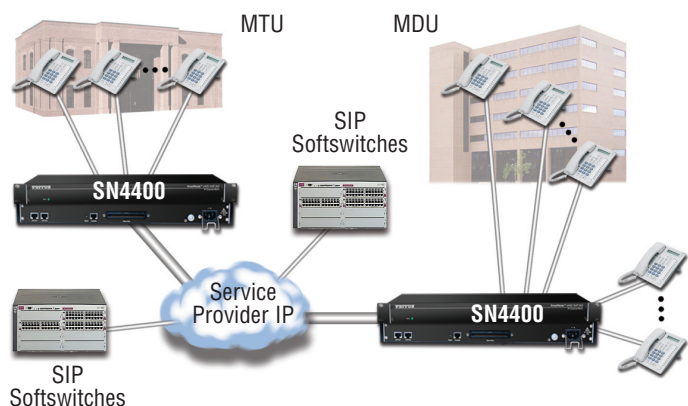 MTU
MDU
SIP
Softswitches
SN4400
Service
Provider IP
SN4400
SIP
Softswitches